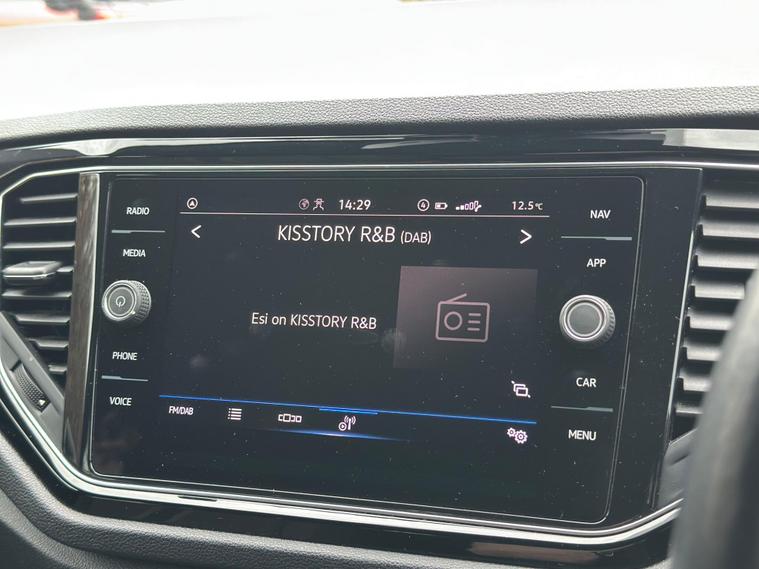 RADIO
MEDIA
PHONE
VOICE
14:29
4
12.5°C
KISSTORY R&B (DAB)
Esi on KISSTORY R&B
FM/DAB
NAV
APP
CAR
MENU